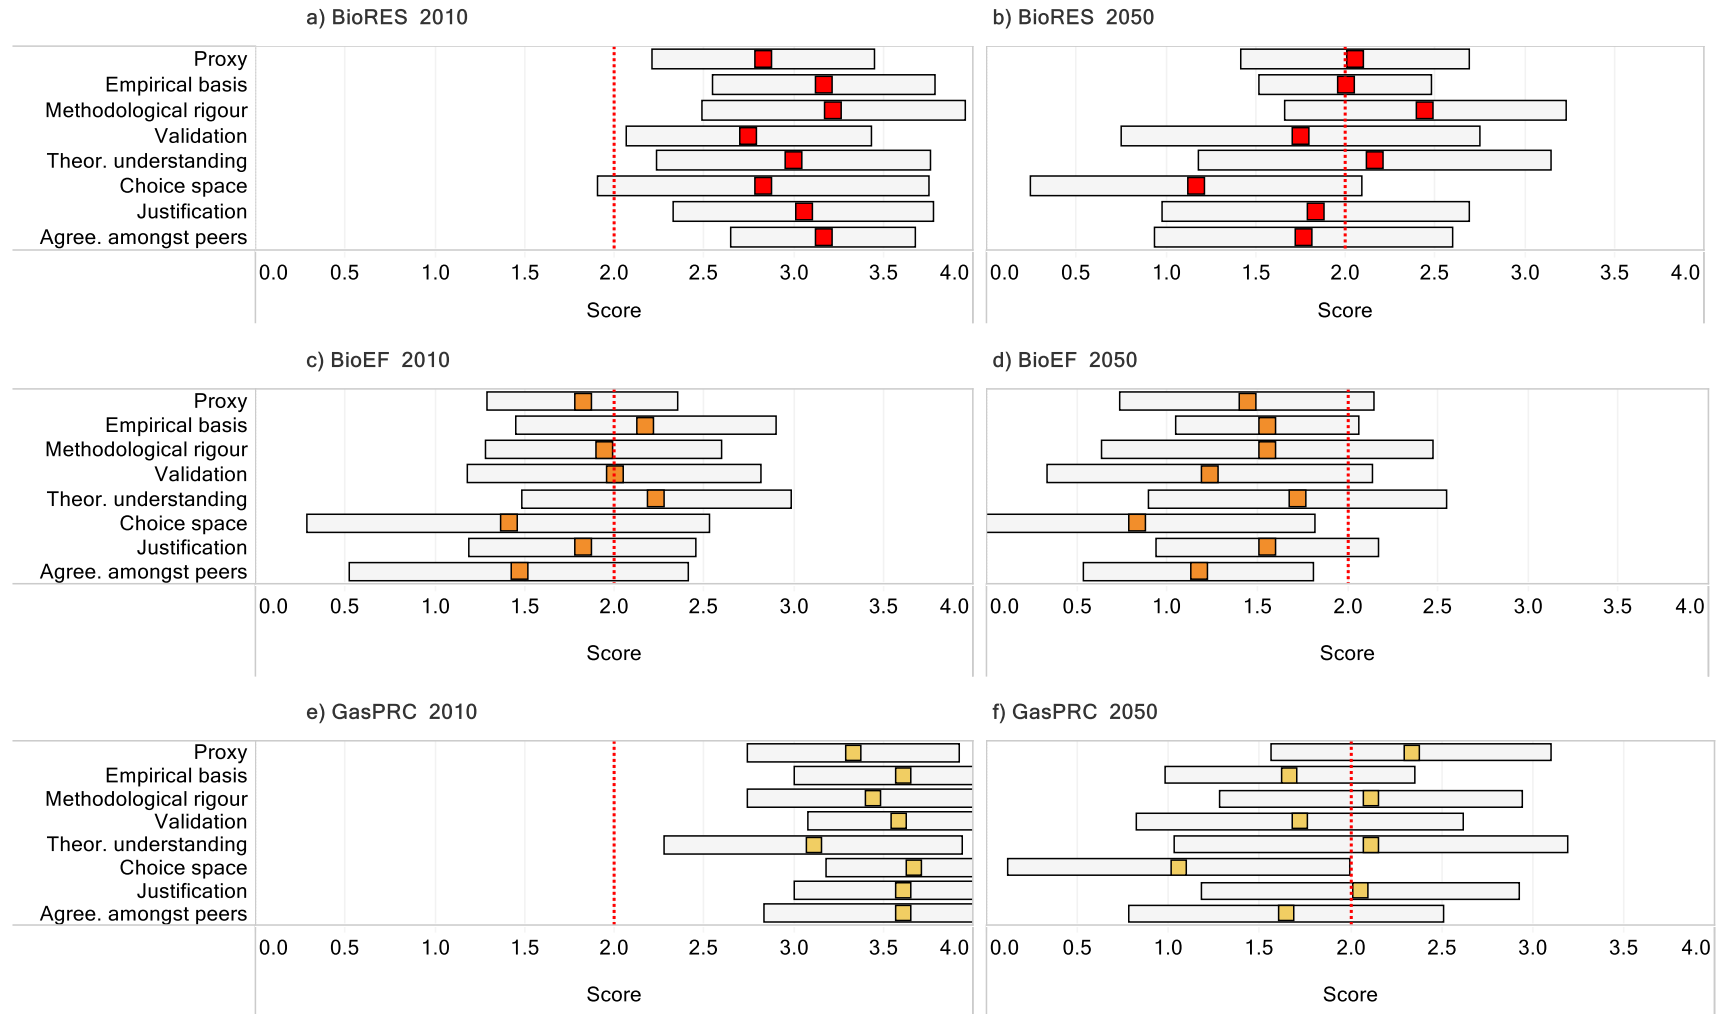 a) BioRES 2010
b) BioRES 2050
Proxy
Empirical basis
Methodological rigour
Validation
Theor. understanding
Choice space
Justification
Agree. amongst peers
0.0 0.5 1.0 1.5 2.0 2.5 3.0 3.5 4.0
0.0 0.5 1.0 1.5 2.0 2.5 3.0 3.5 4.0
Score
Score
c) BioEF 2010
d) BioEF 2050
Proxy
Empirical basis
Methodological rigour
Validation
Theor. understanding
Choice space
Justification
Agree. amongst peers
0.0 0.5 1.0 1.5 2.0 2.5 3.0 3.5 4.0
0.0 0.5 1.0 1.5 2.0 2.5 3.0 3.5 4.0
Score
Score
e) GasPRC 2010
f) GasPRC 2050
Proxy
Empirical basis
Methodological rigour
Validation
Theor. understanding
Choice space
Justification
Agree. amongst peers
0.0 0.5 1.0 1.5 2.0 2.5 3.0 3.5 4.0
0.0 0.5 1.0 1.5 2.0 2.5 3.0 3.5 4.0
Score
Score